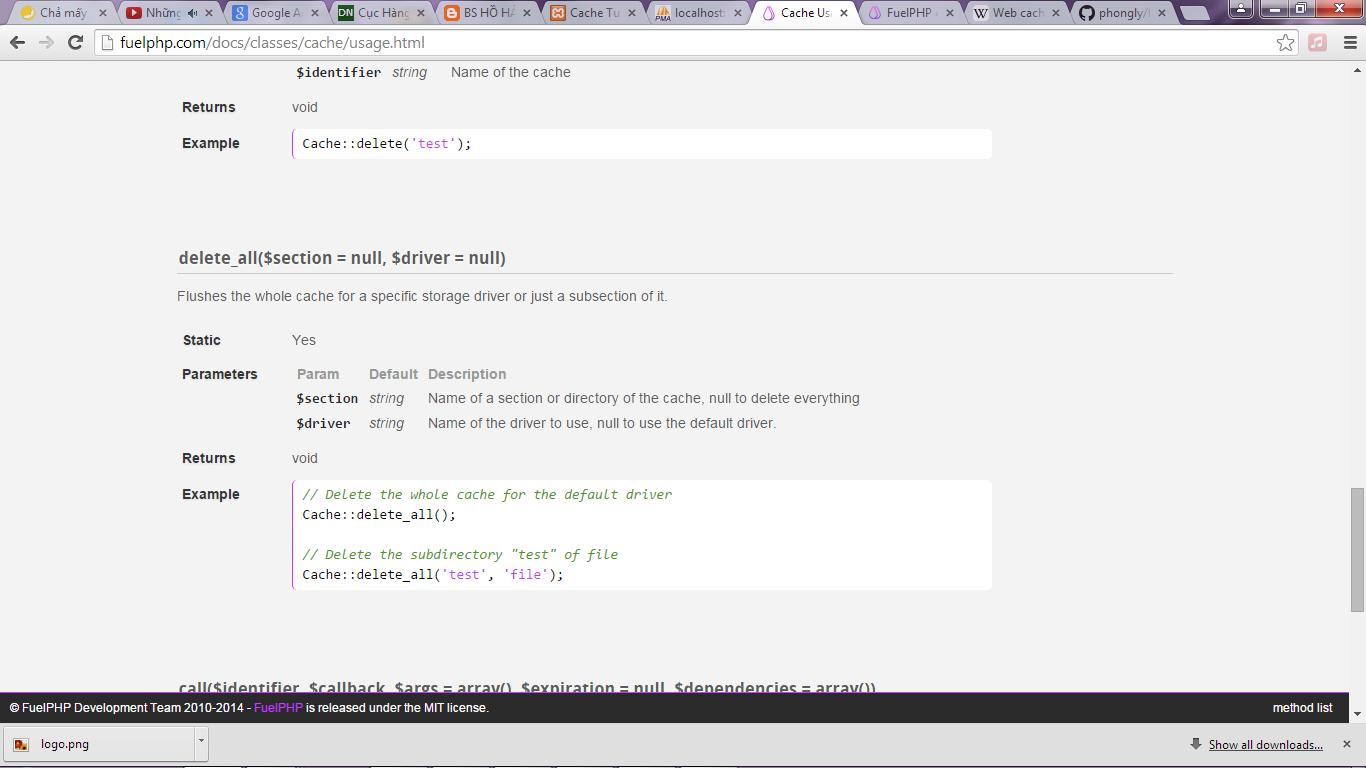 Chả mấy
Những
Google A
Cục Hàng
BS HỒ HẢ
Cache Tu
localhost
Cache Us
FuelPHP
Web cach
phongly/
fuelphp.com/docs/classes/cache/usage.html
$identifier string Name of the cache
Returns void
Example Cache::delete('test');
delete_all($section = null, $driver = null)
Flushes the whole cache for a specific storage driver or just a subsection of it.
Static Yes
Parameters Param Default Description
$section string Name of a section or directory of the cache, null to delete everything
$driver string Name of the driver to use, null to use the default driver.
Returns void
Example // Delete the whole cache for the default driver
Cache::delete_all();
// Delete the subdirectory "test" of file
Cache::delete_all('test', 'file');
call($identifier, $callback, $args = array(), $expiration = null, $dependencies = array())
© FuelPHP Development Team 2010-2014 - FuelPHP is released under the MIT license. method list
logo.png Show all downloads...